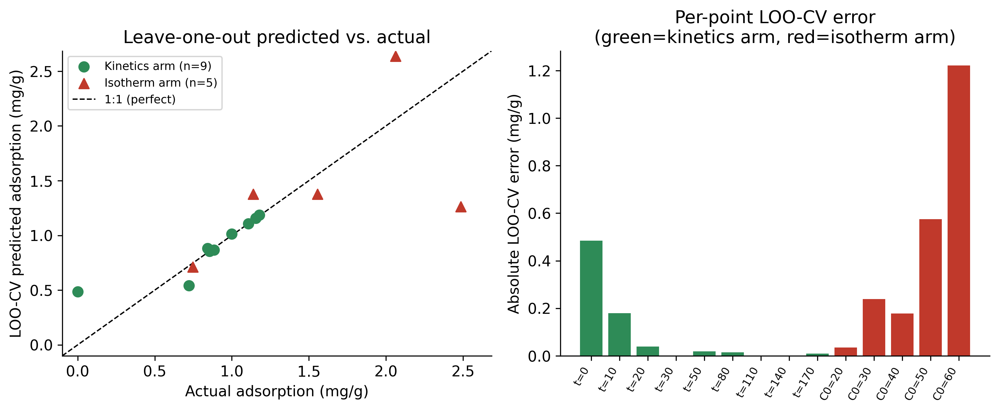 Leave-one-out predicted vs. actual
LOO-CV predicted adsorption (mg/g)
2.5
2.0
1.5
1.0
0.5
0.0
Kinetics arm (n=9)
Isotherm arm (n=5)
1:1 (perfect)
0.0 0.5 1.0 1.5 2.0 2.5
Actual adsorption (mg/g)
Per-point LOO-CV error
(green=kinetics arm, red=isotherm arm)
Absolute LOO-CV error (mg/g)
1.2
1.0
0.8
0.6
0.4
0.2
0.0
t=0 t=10 t=20 t=30 t=50 t=80 t=110 t=140 t=170 C0=20 C0=30 C0=40 C0=50 C0=60